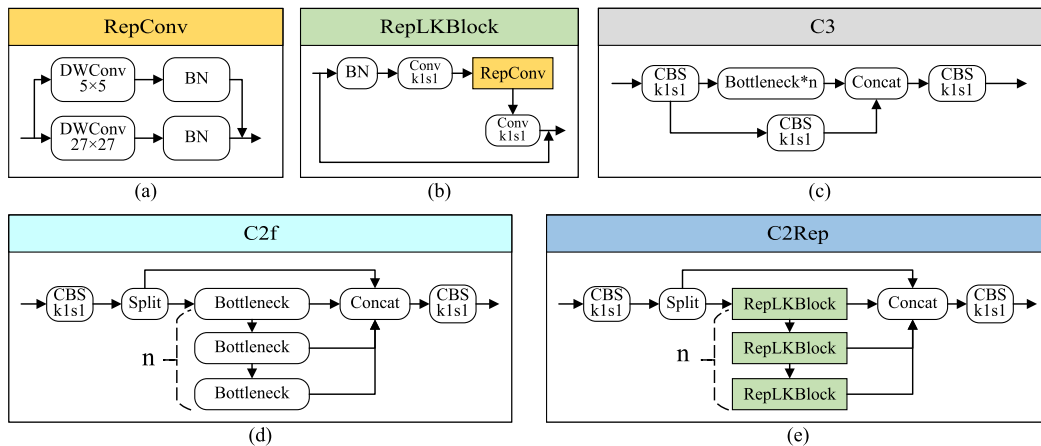 RepConv
DWConv
5×5
BN
DWConv
27×27
BN
(a)
RepLKBlock
BN
Conv
k1s1
RepConv
Conv
k1s1
(b)
C3
CBS
k1s1
Bottleneck*n
Concat
CBS
k1s1
CBS
k1s1
(c)
C2f
CBS
k1s1
Split
Bottleneck
Concat
CBS
k1s1
n
Bottleneck
Bottleneck
(d)
C2Rep
CBS
k1s1
Split
RepLKBlock
Concat
CBS
k1s1
n
RepLKBlock
RepLKBlock
(e)